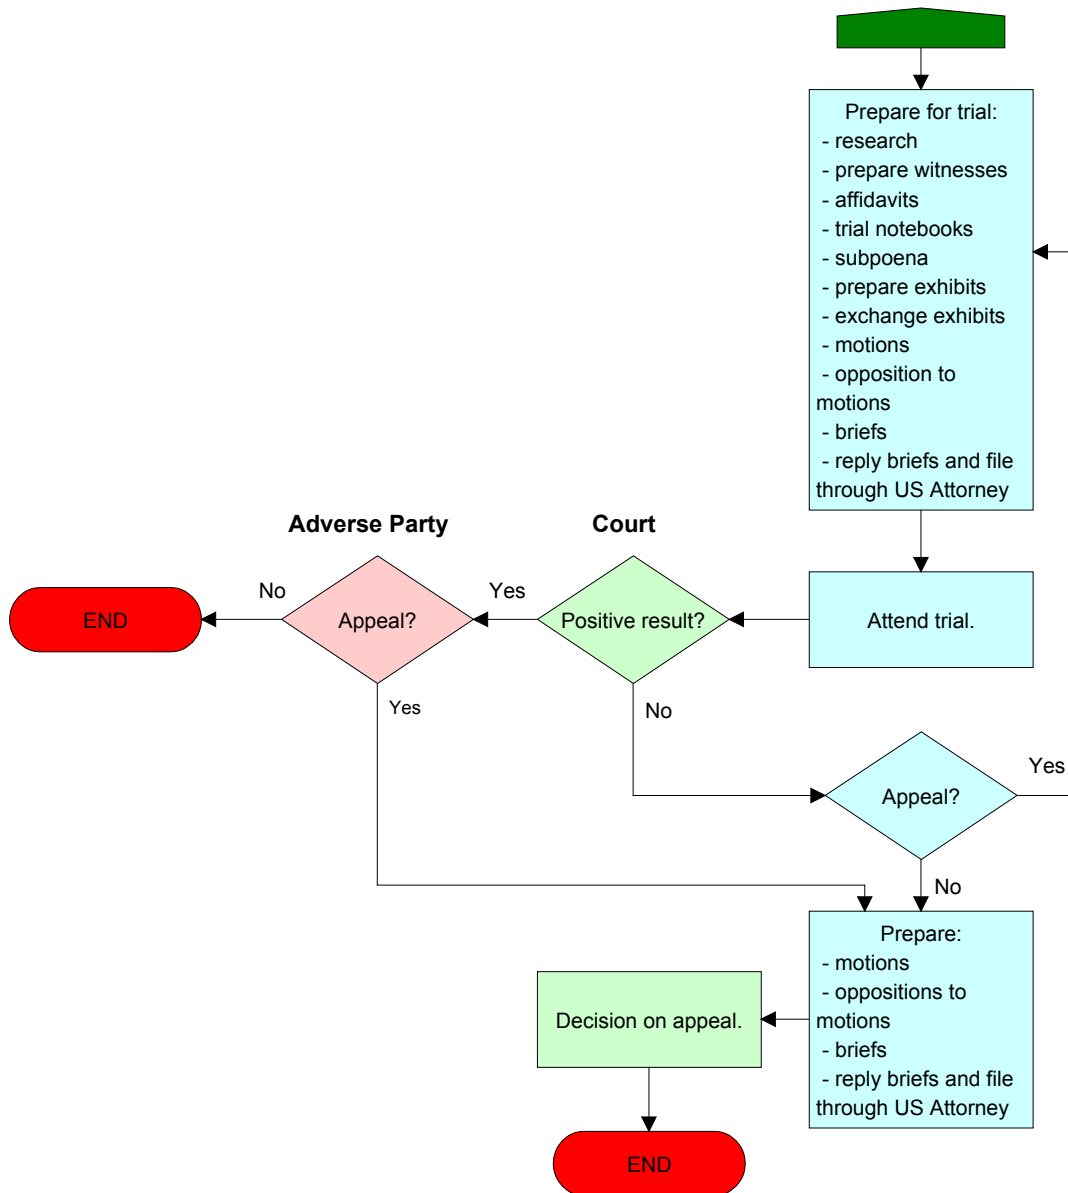 Prepare for trial:
- research
- prepare witnesses
- affidavits
- trial notebooks
- subpoena
- prepare exhibits
- exchange exhibits
- motions
- opposition to
motions
- briefs
- reply briefs and file
through US Attorney
Adverse Party
Court
END
No
Appeal?
Yes
Positive result?
Attend trial.
Yes
No
Appeal?
Yes
No
Prepare:
- motions
- oppositions to
motions
- briefs
- reply briefs and file
through US Attorney
Decision on appeal.
END